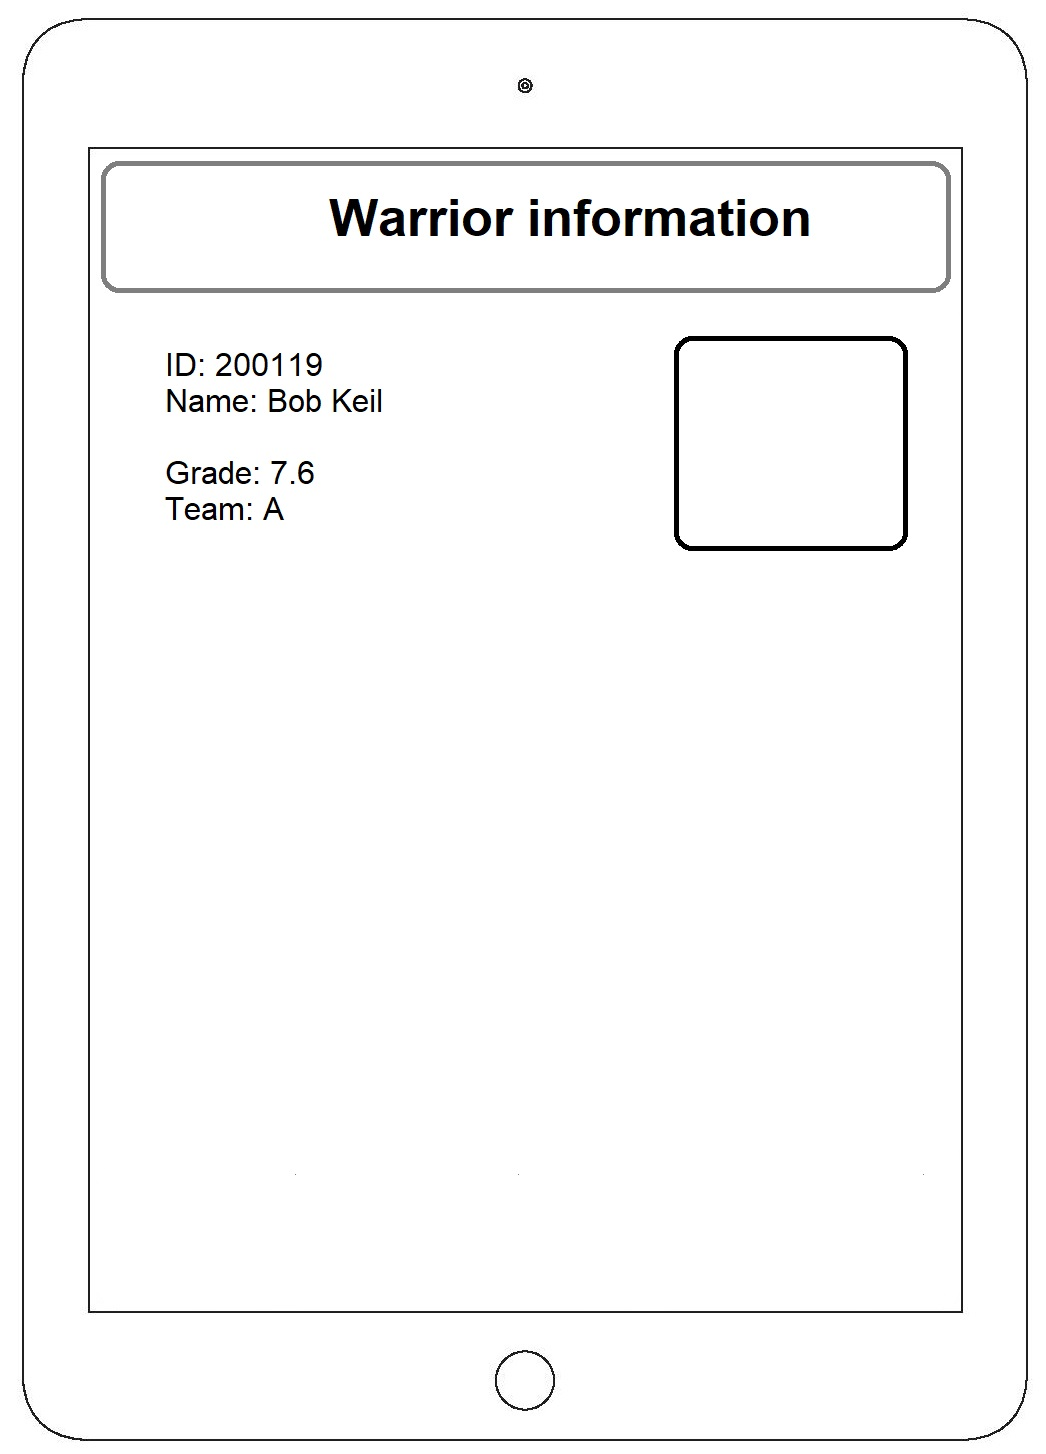 Warrior information
ID: 200119
Name: Bob Keil
Grade: 7.6
Team: A